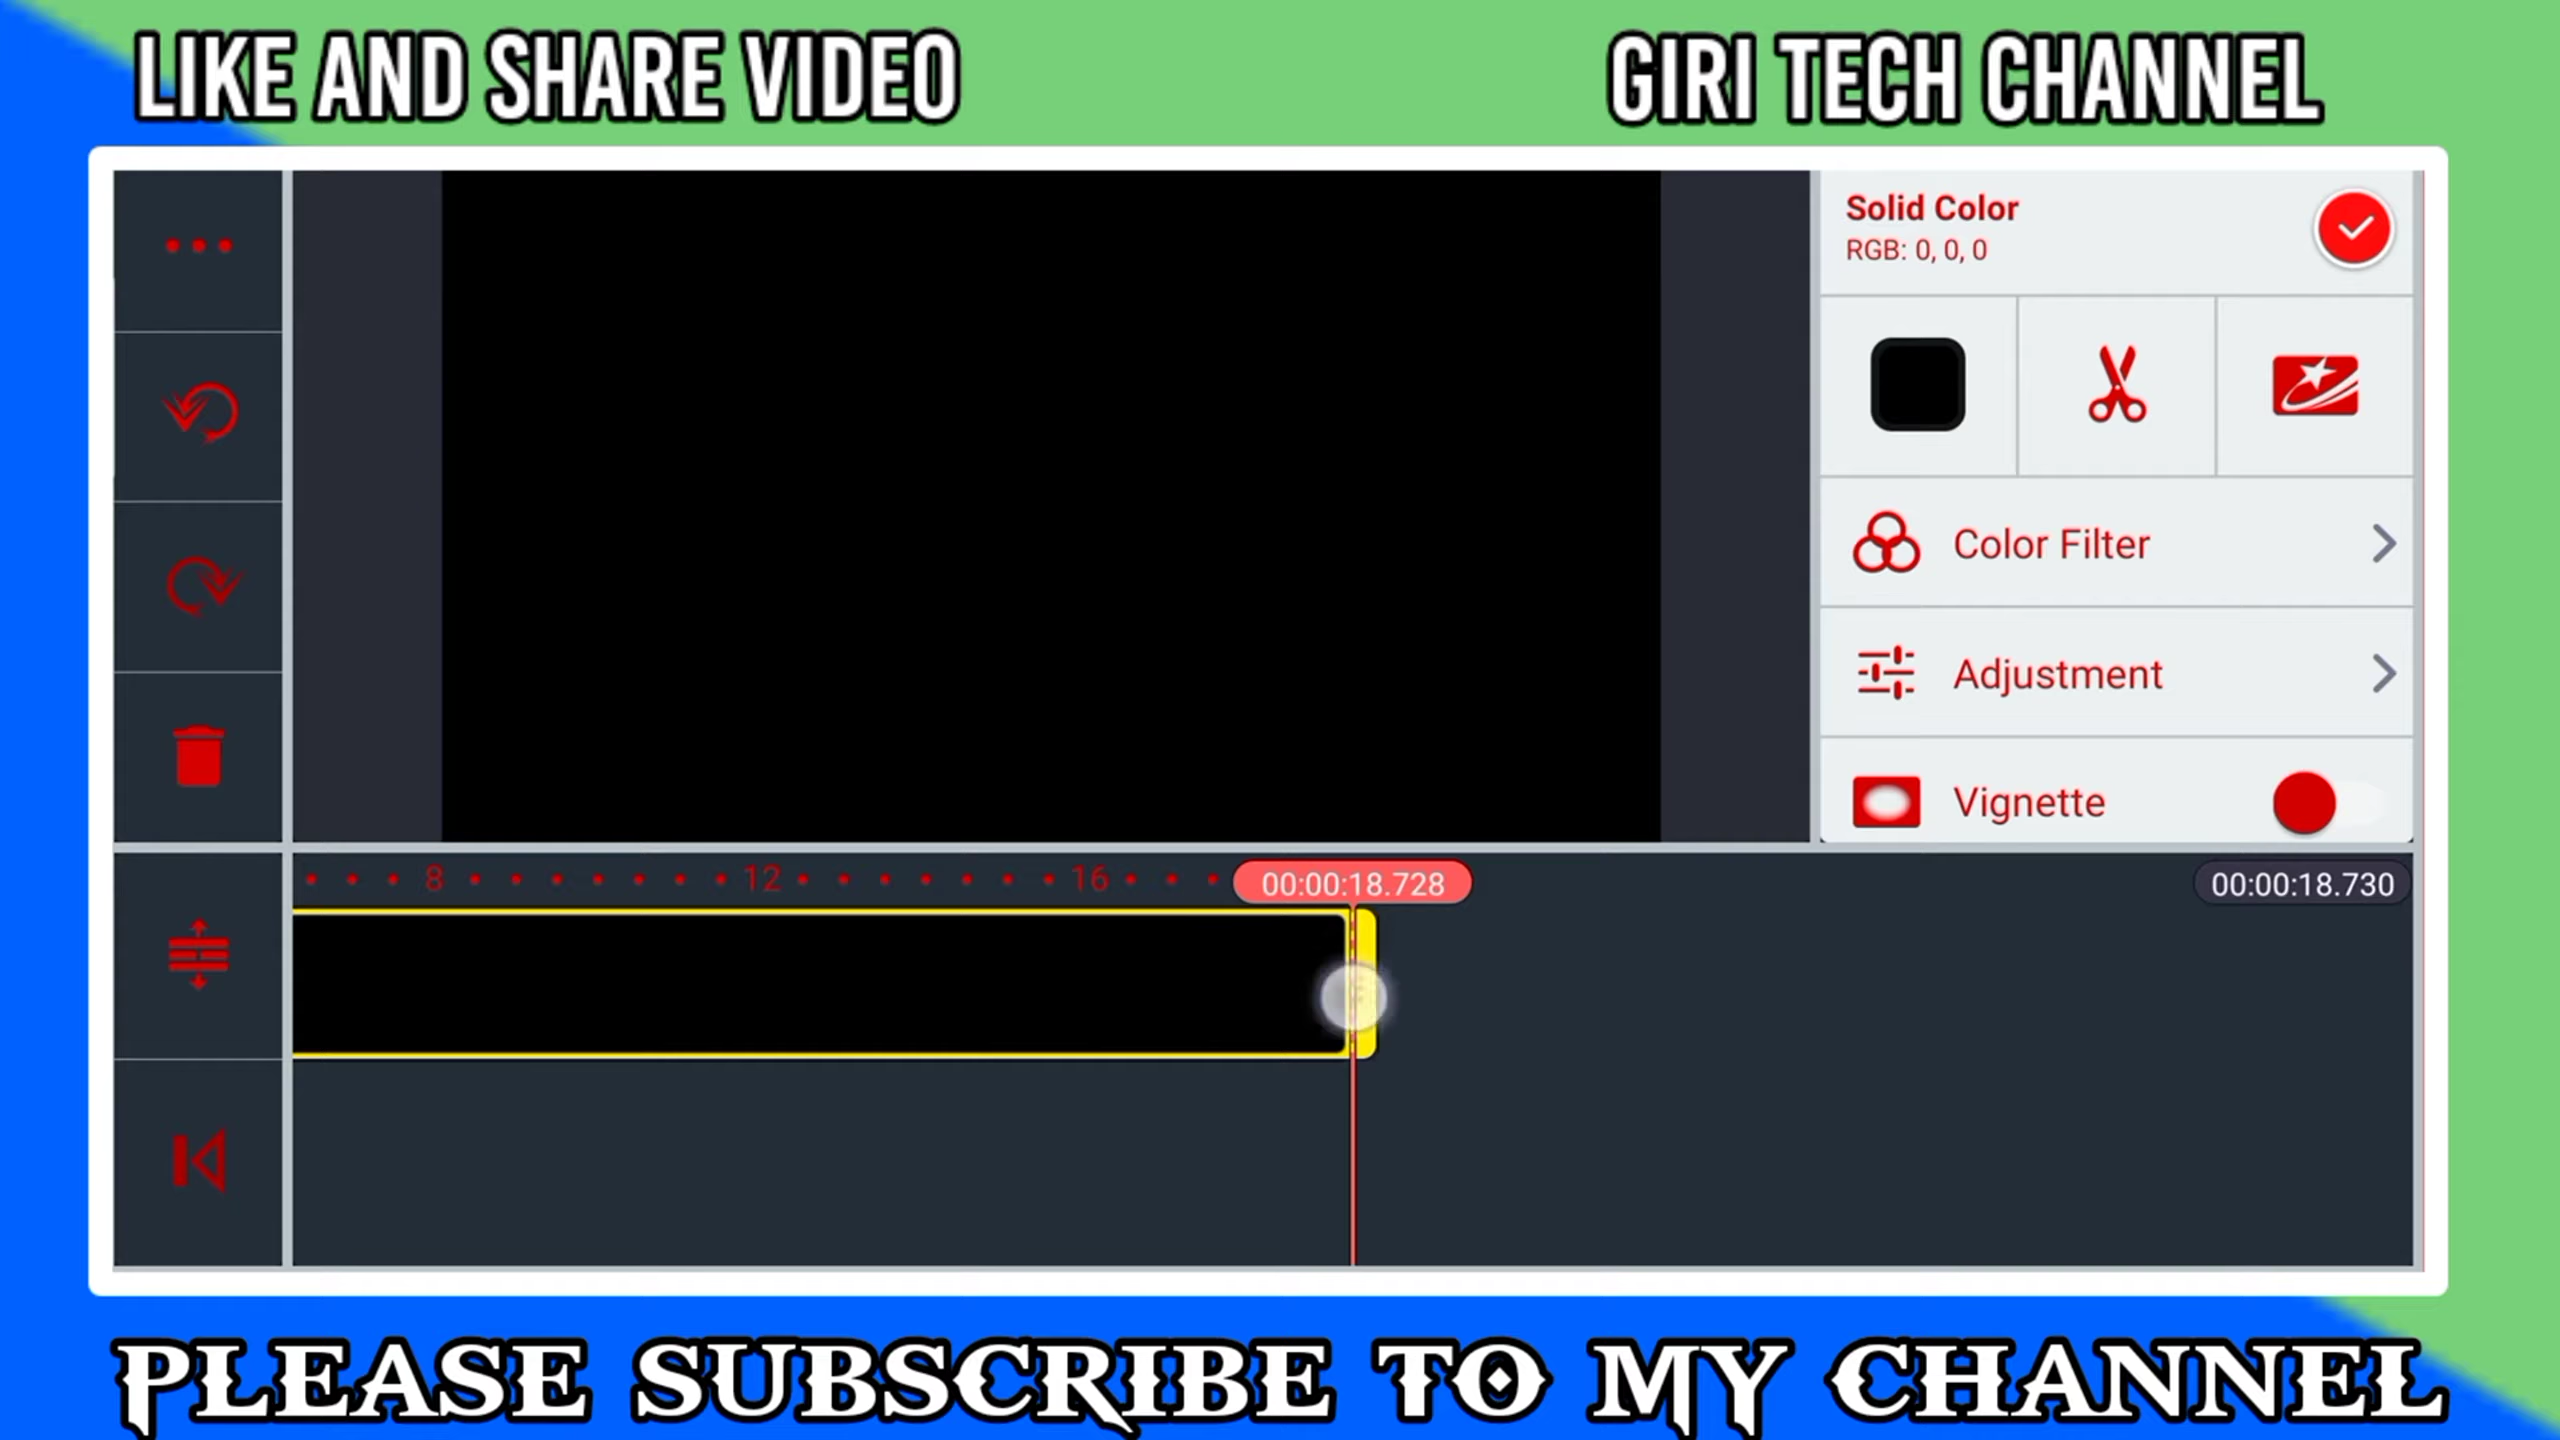 LIKE AND SHARE VIDEO
GIRI TECH CHANNEL
Solid Color
RGB: 0, 0, 0
Color Filter
Adjustment
Vignette
8 12 16 00:00:18.728 00:00:18.730
PLEASE SUBSCRIBE TO MY CHANNEL